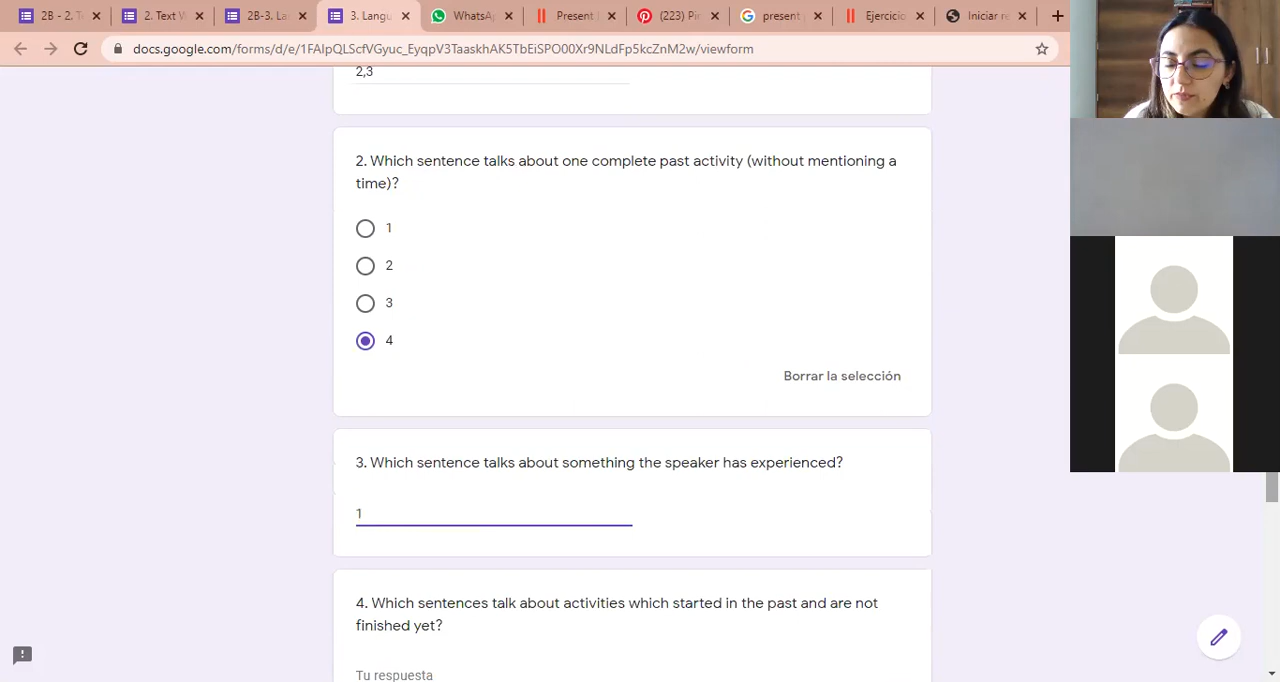 2B - 2. T
2. Text V
2B-3. La
3. Langu
WhatsA
Present
(223) Pi
present
Ejercicio
Iniciar re
docs.google.com/forms/d/e/1FAIpQLScfVGyuc_EyqpV3TaaskhAK5TbEiSPO00Xr9NLdFp5kcZnM2w/viewform
2,3
2. Which sentence talks about one complete past activity (without mentioning a
time)?
1
2
3
4
Borrar la selección
3. Which sentence talks about something the speaker has experienced?
1
4. Which sentences talk about activities which started in the past and are not
finished yet?
Tu respuesta